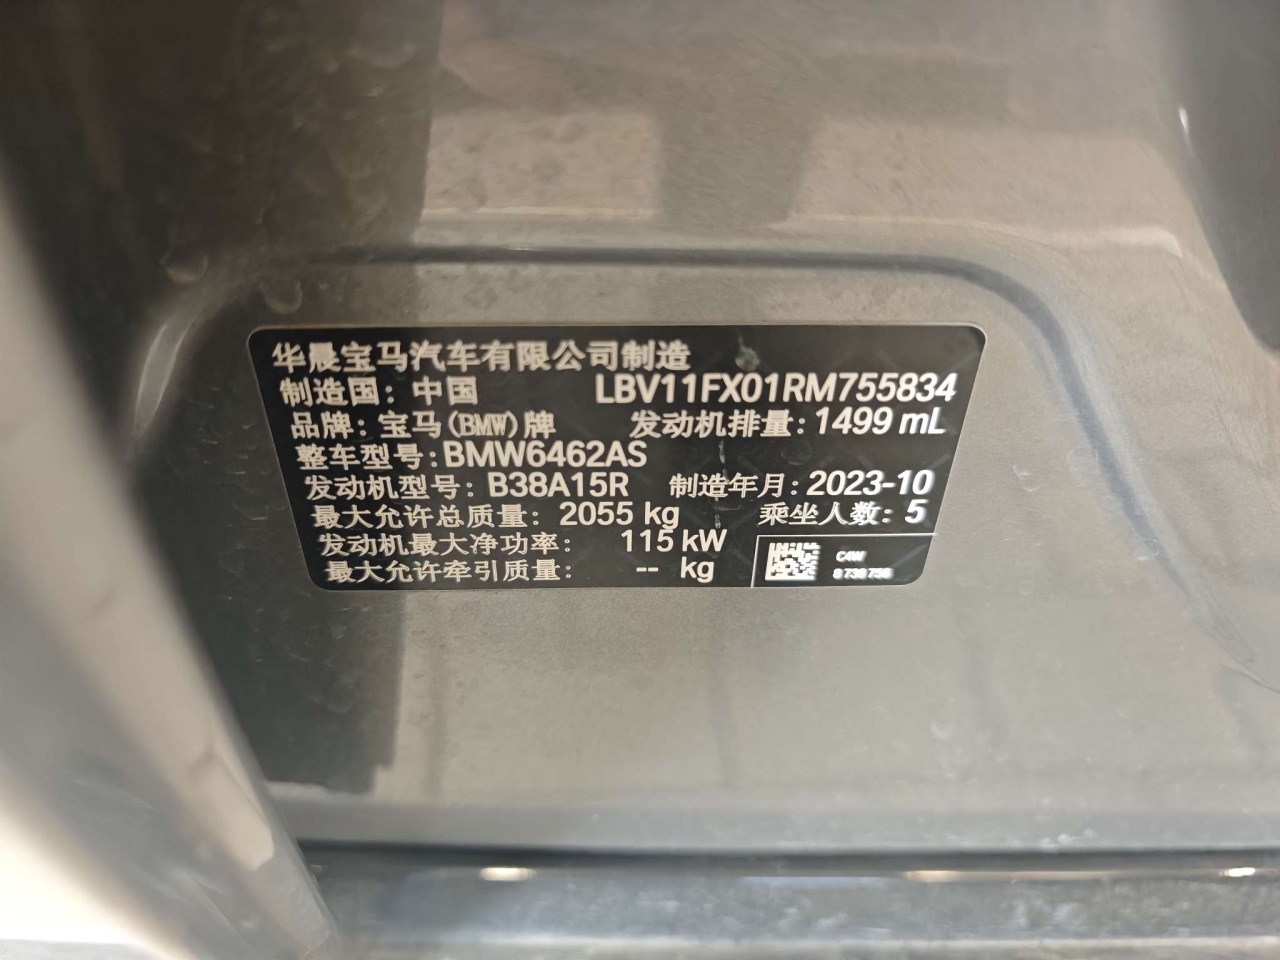 华晨宝马汽车有限公司制造
制造国：中国 LBV11FX01RM755834
品牌：宝马(BMW)牌 发动机排量：1499 mL
整车型号：BMW6462AS
发动机型号：B38A15R 制造年月：2023-10
最大允许总质量：2055 kg 乘坐人数：5
发动机最大净功率：115 kW
最大允许牵引质量：-- kg
C4W
8738758